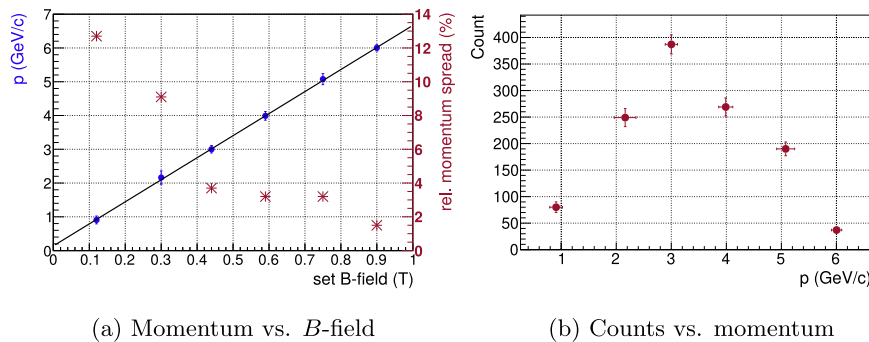 p (GeV/c)
7
6
5
4
3
2
1
0
0 0.1 0.2 0.3 0.4 0.5 0.6 0.7 0.8 0.9 1
set B-field (T)
14
12
10
8
6
4
2
0
rel. momentum spread (%)
(a) Momentum vs. B-field
Count
400
350
300
250
200
150
100
50
0
1 2 3 4 5 6
p (GeV/c)
(b) Counts vs. momentum